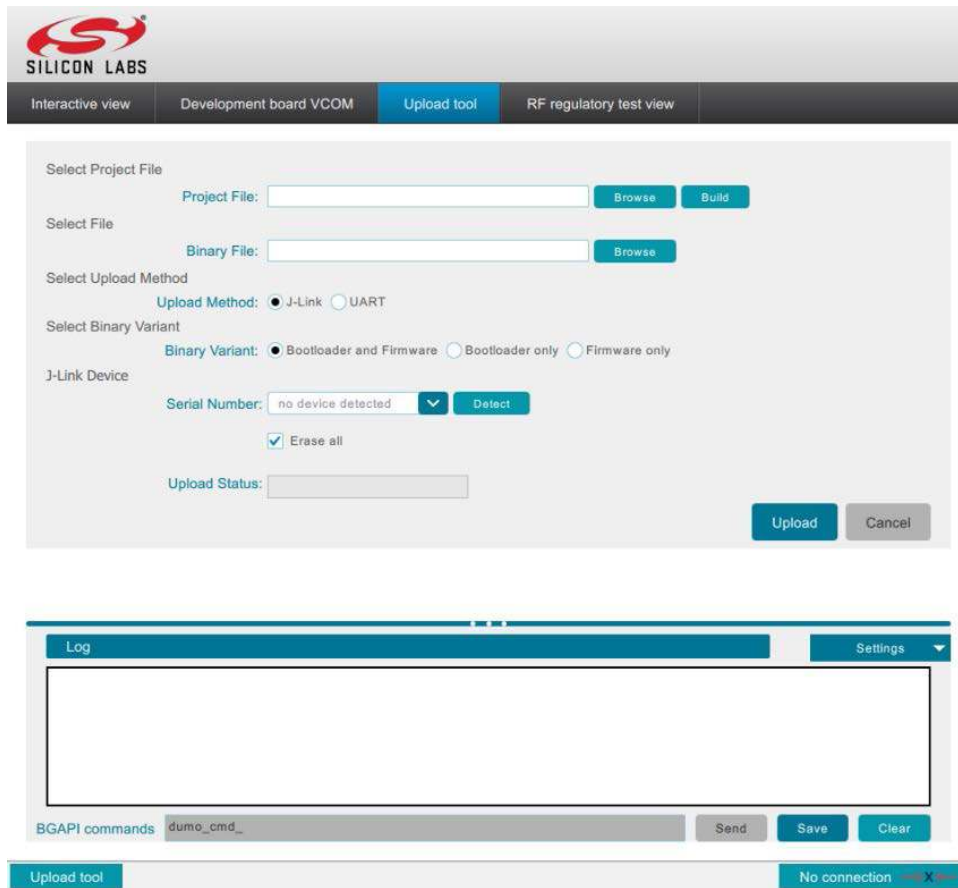 SILICON LABS
Interactive view Development board VCOM Upload tool RF regulatory test view
Select Project File
Project File: Browse Build
Select File
Binary File: Browse
Select Upload Method
Upload Method: J-Link UART
Select Binary Variant
Binary Variant: Bootloader and Firmware Bootloader only Firmware only
J-Link Device
Serial Number: no device detected Detect
Erase all
Upload Status:
Upload Cancel
Log Settings
BGAPI commands dumo_cmd_ Send Save Clear
Upload tool No connection X